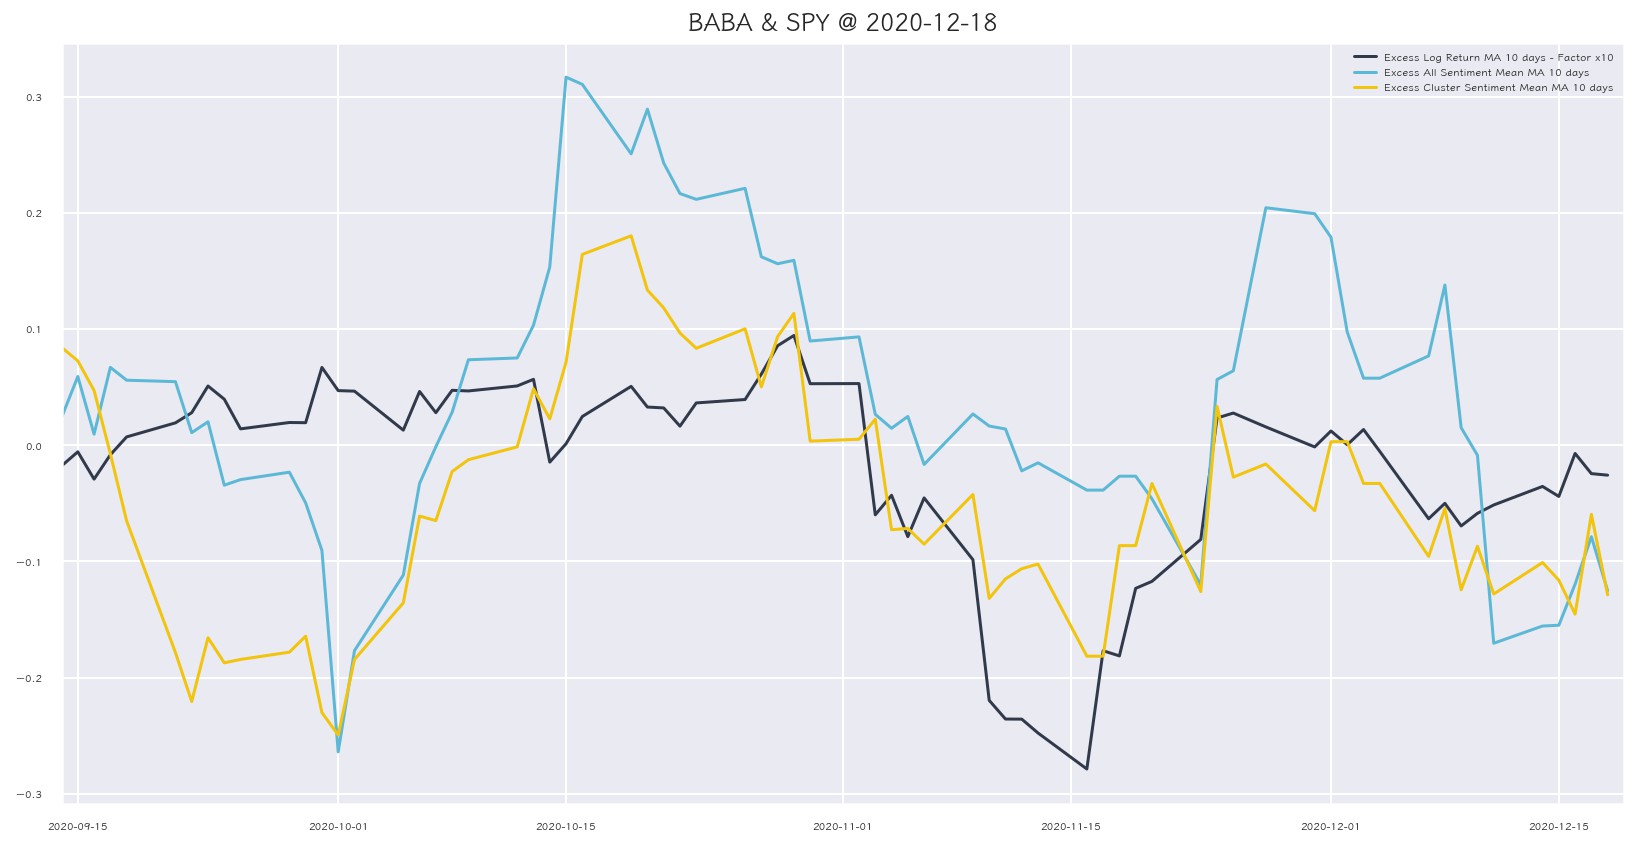 BABA & SPY @ 2020-12-18
Excess Log Return MA 10 days - Factor x10
Excess All Sentiment Mean MA 10 days
Excess Cluster Sentiment Mean MA 10 days
0.3
0.2
0.1
0.0
−0.1
−0.2
−0.3
2020-09-15 2020-10-01 2020-10-15 2020-11-01 2020-11-15 2020-12-01 2020-12-15